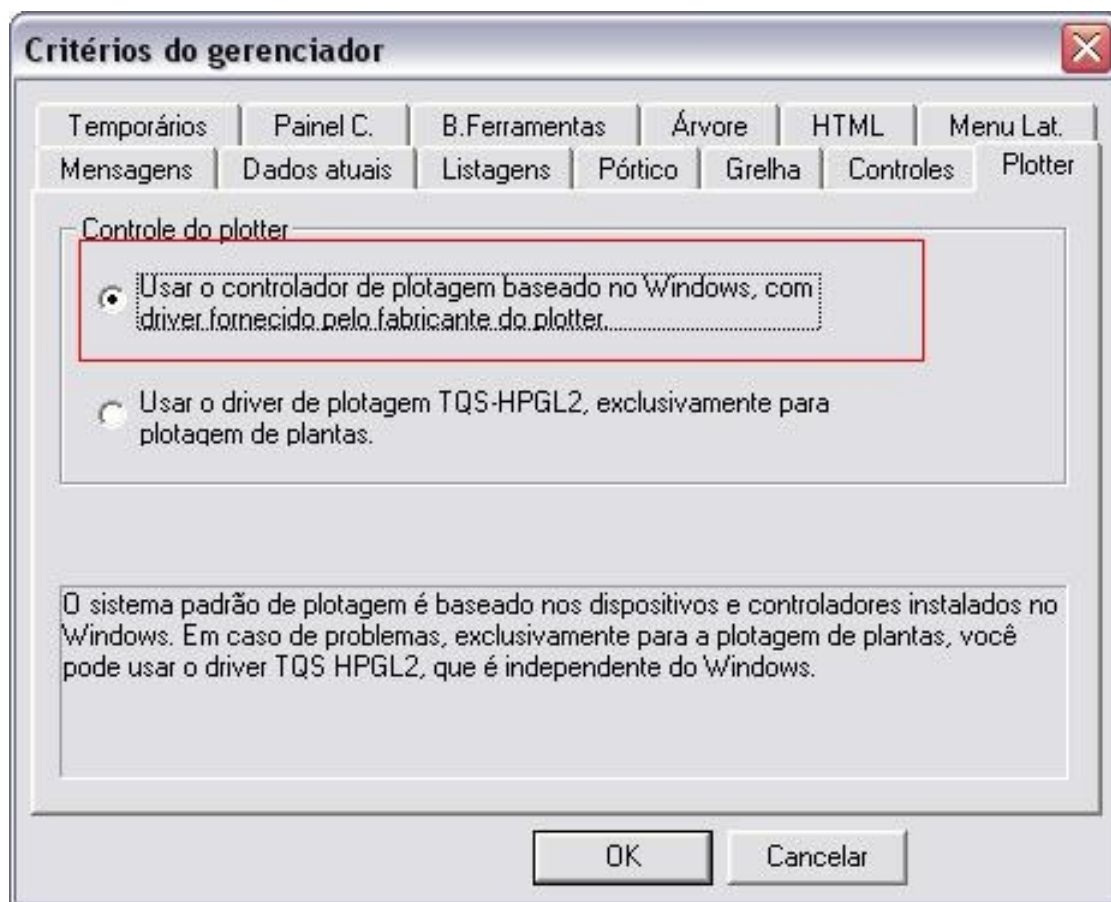 Critérios do gerenciador
Temporários Painel C. B.Ferramentas Árvore HTML Menu Lat.
Mensagens Dados atuais Listagens Pórtico Grelha Controles Plotter
Controle do plotter
Usar o controlador de plotagem baseado no Windows, com
driver fornecido pelo fabricante do plotter.
Usar o driver de plotagem TQS-HPGL2, exclusivamente para
plotagem de plantas.
O sistema padrão de plotagem é baseado nos dispositivos e controladores instalados no
Windows. Em caso de problemas, exclusivamente para a plotagem de plantas, você
pode usar o driver TQS HPGL2, que é independente do Windows.
OK Cancelar